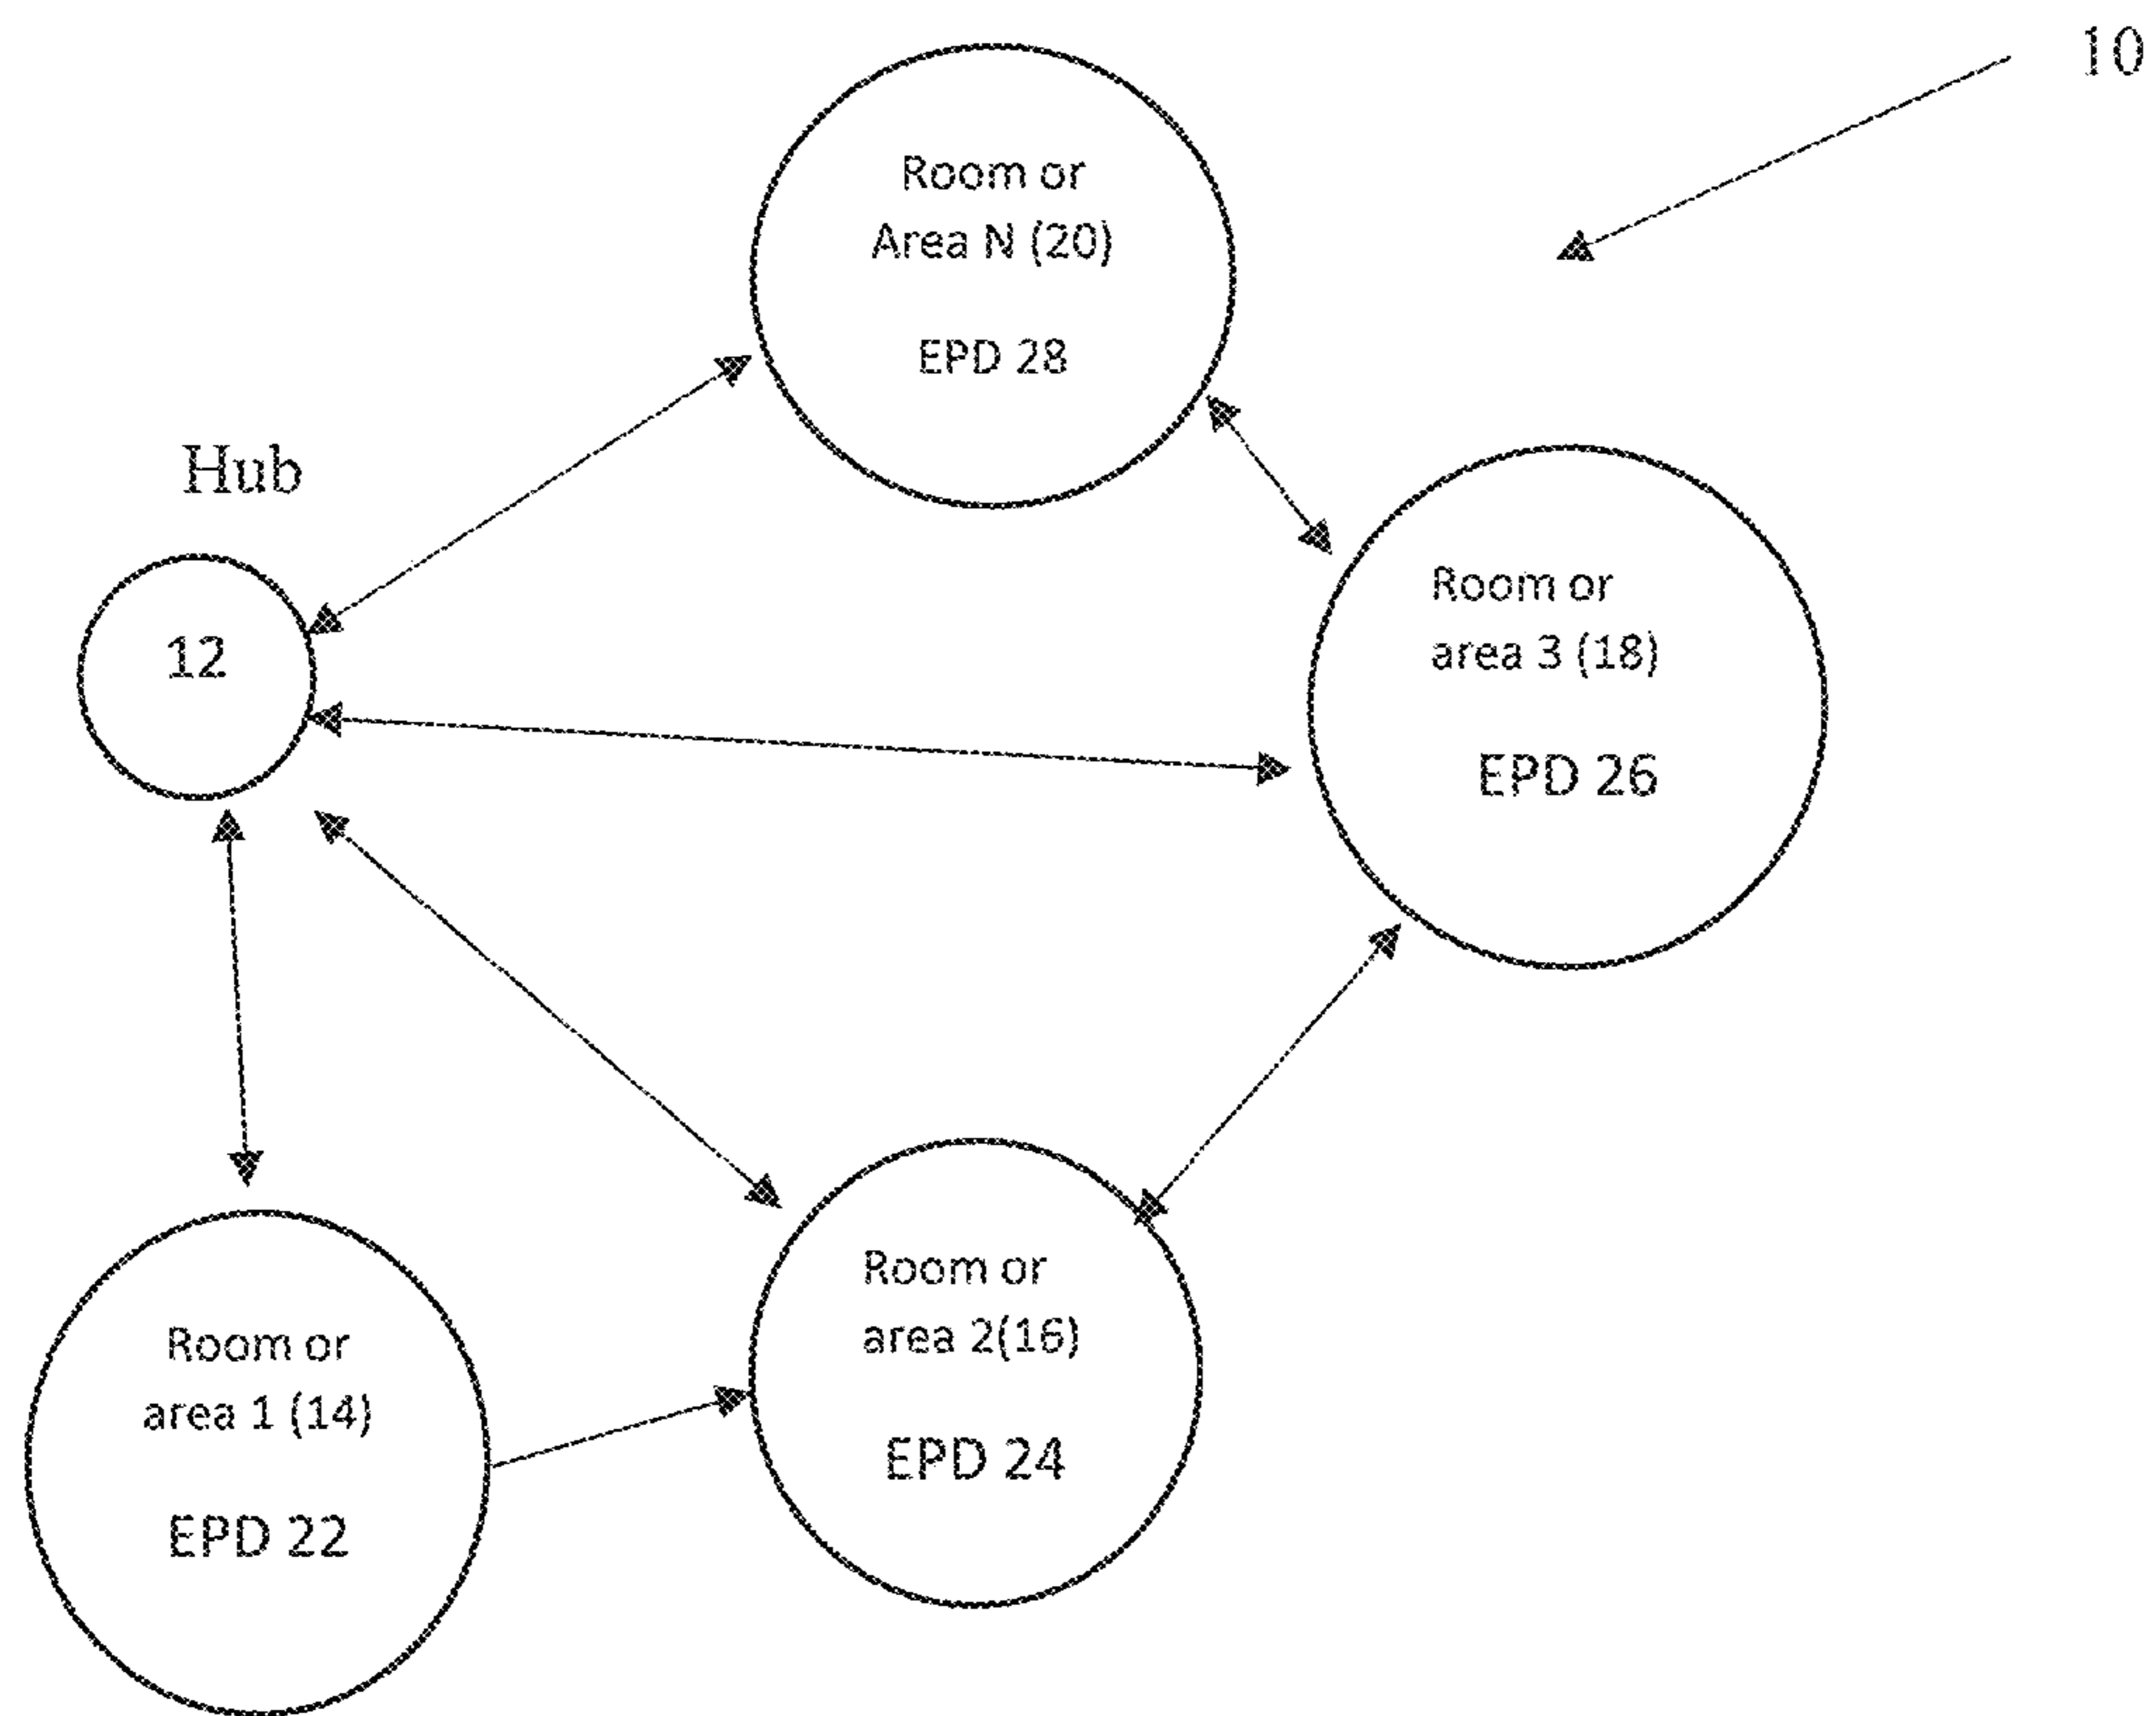 10
Room or
Area N (20)
EPD 28
Hub
12
Room or
area 3 (18)
EPD 26
Room or
area 2(16)
EPD 24
Room or
area 1 (14)
EPD 22